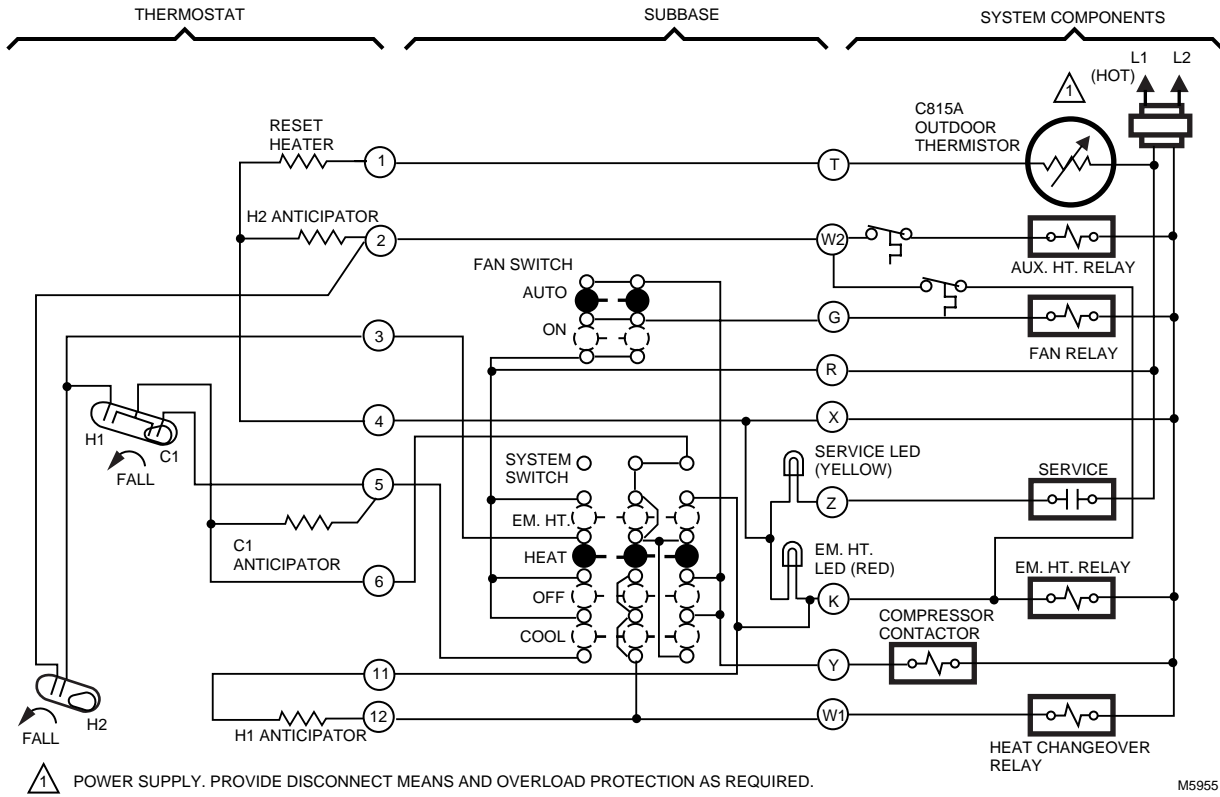 THERMOSTAT
SUBBASE
SYSTEM COMPONENTS
L1
(HOT)
L2
1
C815A
OUTDOOR
THERMISTOR
RESET
HEATER
1
T
H2 ANTICIPATOR
2
W2
AUX. HT. RELAY
FAN SWITCH
AUTO
ON
G
FAN RELAY
3
R
4
X
H1
C1
FALL
SYSTEM
SWITCH
SERVICE LED
(YELLOW)
SERVICE
5
Z
EM. HT.
C1
ANTICIPATOR
HEAT
EM. HT.
LED (RED)
EM. HT. RELAY
6
OFF
K
COMPRESSOR
CONTACTOR
COOL
11
Y
H2
FALL
12
H1 ANTICIPATOR
W1
HEAT CHANGEOVER
RELAY
1 POWER SUPPLY. PROVIDE DISCONNECT MEANS AND OVERLOAD PROTECTION AS REQUIRED.
M5955